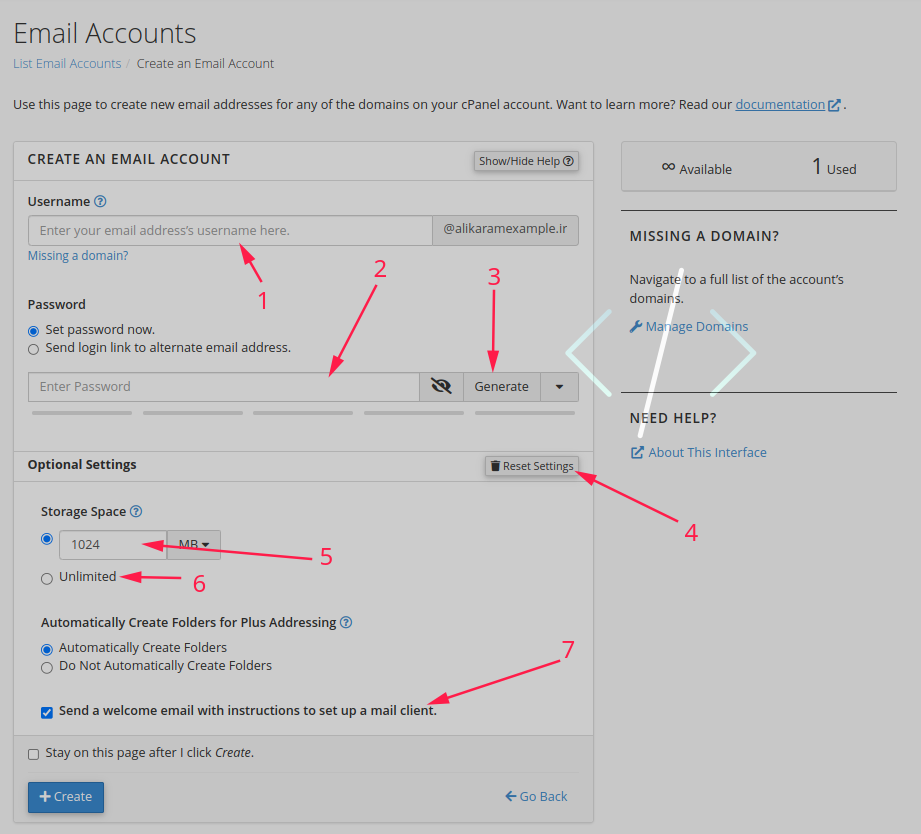 Email Accounts
List Email Accounts / Create an Email Account
Use this page to create new email addresses for any of the domains on your cPanel account. Want to learn more? Read our documentation .
CREATE AN EMAIL ACCOUNT
Show/Hide Help
Username
Enter your email address's username here.
@alikaramexample.ir
Missing a domain?
1
2
3
Password
Set password now.
Send login link to alternate email address.
Enter Password
Generate
Optional Settings
Reset Settings
4
Storage Space
1024
MB
5
Unlimited
6
Automatically Create Folders for Plus Addressing
Automatically Create Folders
Do Not Automatically Create Folders
7
Send a welcome email with instructions to set up a mail client.
Stay on this page after I click Create.
+ Create
Go Back
∞ Available
1 Used
MISSING A DOMAIN?
Navigate to a full list of the account's
domains.
Manage Domains
NEED HELP?
About This Interface